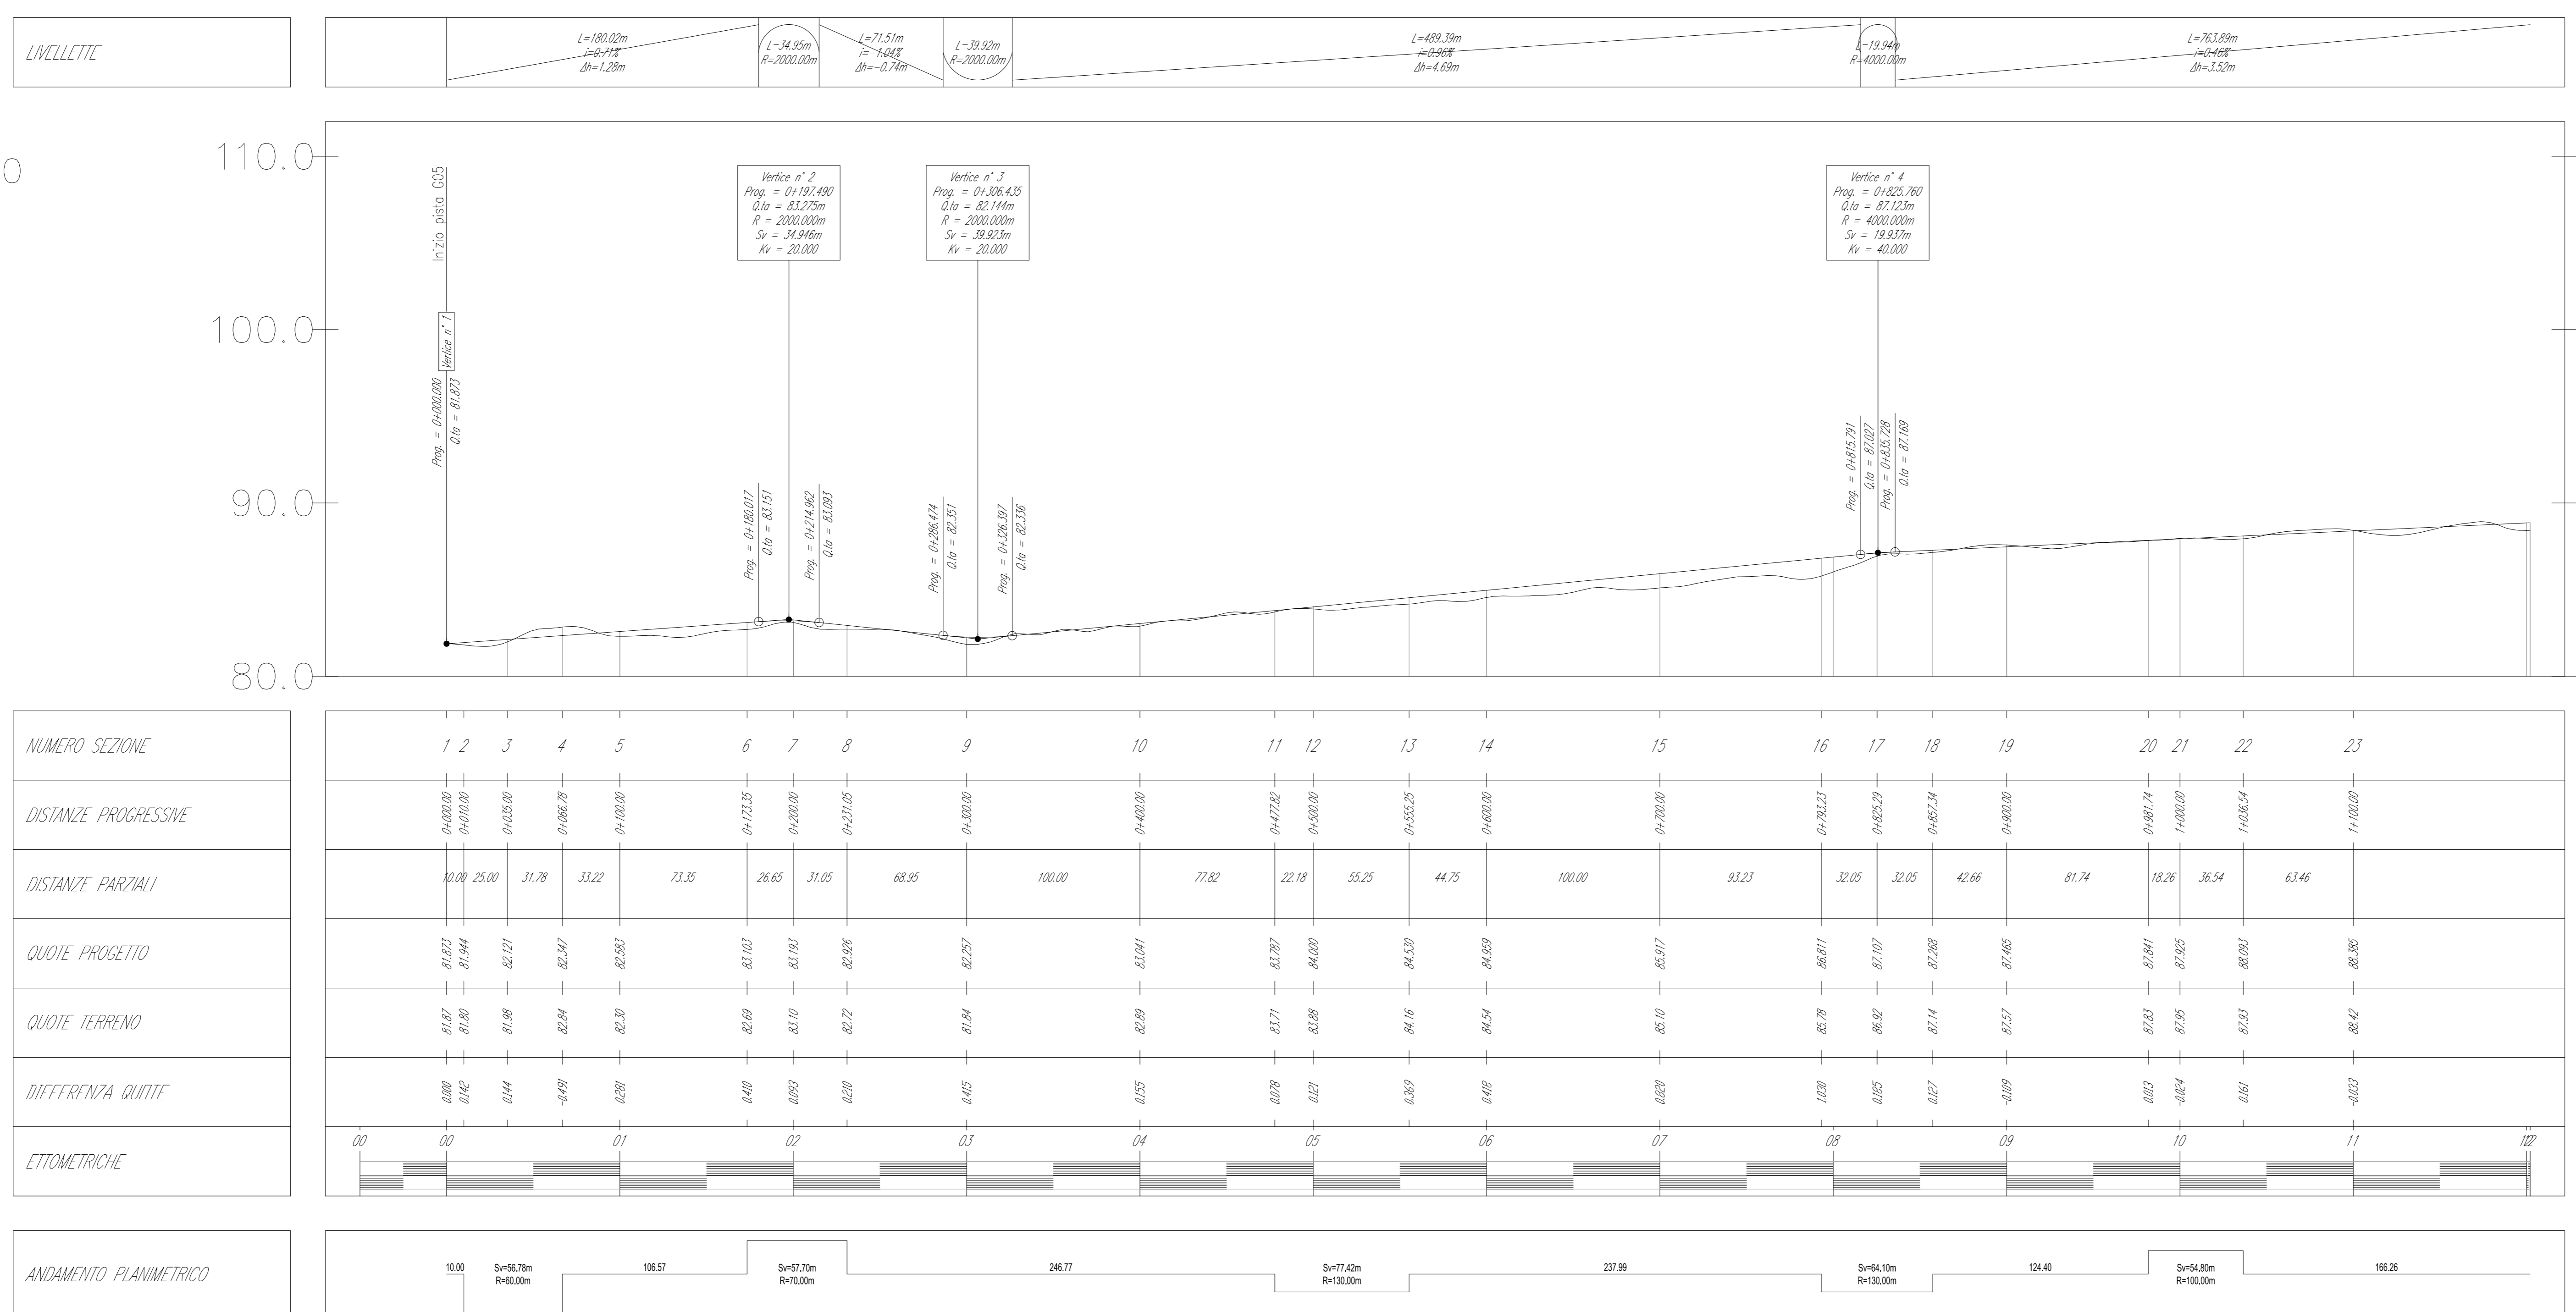 LIVELLETTE
L=180.02m
i=0.71%
Δh=1.28m
L=34.95m
R=2000.00m
L=71.51m
i=-1.04%
Δh=-0.74m
L=39.92m
R=2000.00m
L=489.39m
i=0.96%
Δh=4.69m
L=19.94m
R=4000.00m
L=763.89m
i=0.46%
Δh=3.52m
0
110.0
100.0
90.0
80.0
Inizio pista G05
Vertice n° 1
Prog. = 0+000.000
Q.ta = 81.873
Vertice n° 2
Prog. = 0+197.490
Q.ta = 83.275m
R = 2000.000m
Sv = 34.946m
Kv = 20.000
Prog. = 0+180.017
Q.ta = 83.151
Prog. = 0+214.962
Q.ta = 83.093
Vertice n° 3
Prog. = 0+306.435
Q.ta = 82.144m
R = 2000.000m
Sv = 39.923m
Kv = 20.000
Prog. = 0+286.474
Q.ta = 82.351
Prog. = 0+326.397
Q.ta = 82.336
Vertice n° 4
Prog. = 0+825.760
Q.ta = 87.123m
R = 4000.000m
Sv = 19.937m
Kv = 40.000
Prog. = 0+815.791
Q.ta = 87.027
Prog. = 0+835.728
Q.ta = 87.169
NUMERO SEZIONE
1 2 3 4 5 6 7 8 9 10 11 12 13 14 15 16 17 18 19 20 21 22 23
DISTANZE PROGRESSIVE
0+000.00 0+010.00 0+035.00 0+066.78 0+100.00 0+173.35 0+200.00 0+231.05 0+300.00 0+400.00 0+477.82 0+500.00 0+555.25 0+600.00 0+700.00 0+793.23 0+825.29 0+857.34 0+900.00 0+981.74 1+000.00 1+036.54 1+100.00
DISTANZE PARZIALI
10.00 25.00 31.78 33.22 73.35 26.65 31.05 68.95 100.00 77.82 22.18 55.25 44.75 100.00 93.23 32.05 32.05 42.66 81.74 18.26 36.54 63.46
QUOTE PROGETTO
81.873 81.944 82.121 82.347 82.583 83.103 83.193 82.926 82.257 83.041 83.787 84.000 84.530 84.959 85.917 86.811 87.107 87.268 87.465 87.841 87.925 88.093 88.385
QUOTE TERRENO
81.87 81.80 81.98 82.84 82.30 82.69 83.10 82.72 81.84 82.89 83.71 83.88 84.16 84.54 85.10 85.78 86.92 87.14 87.57 87.83 87.95 87.93 88.42
DIFFERENZA QUOTE
0.000 0.142 0.144 -0.491 0.281 0.410 0.093 0.210 0.415 0.155 0.078 0.121 0.369 0.418 0.820 1.030 0.185 0.127 -0.109 0.013 -0.024 0.161 -0.033
ETTOMETRICHE
00 00 01 02 03 04 05 06 07 08 09 10 11
ANDAMENTO PLANIMETRICO
10.00
Sv=56.78m
R=60.00m
106.57
Sv=57.70m
R=70.00m
246.77
Sv=77.42m
R=130.00m
237.99
Sv=64.10m
R=130.00m
124.40
Sv=54.80m
R=100.00m
166.26